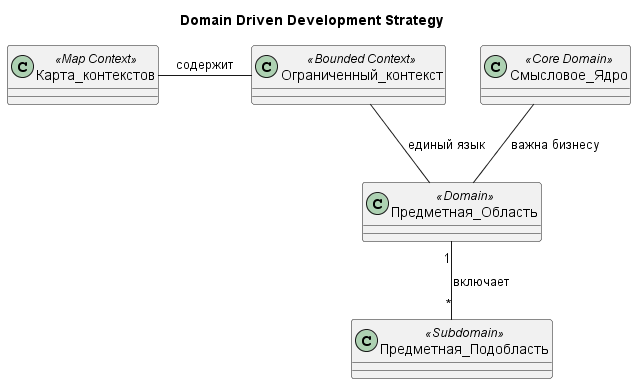 Domain Driven Development Strategy
C
«Map Context»
Карта_контекстов
содержит
C
«Bounded Context»
Ограниченный_контекст
C
«Core Domain»
Смысловое_Ядро
единый язык
важна бизнесу
C
«Domain»
Предметная_Область
1
включает
*
C
«Subdomain»
Предметная_Подобласть